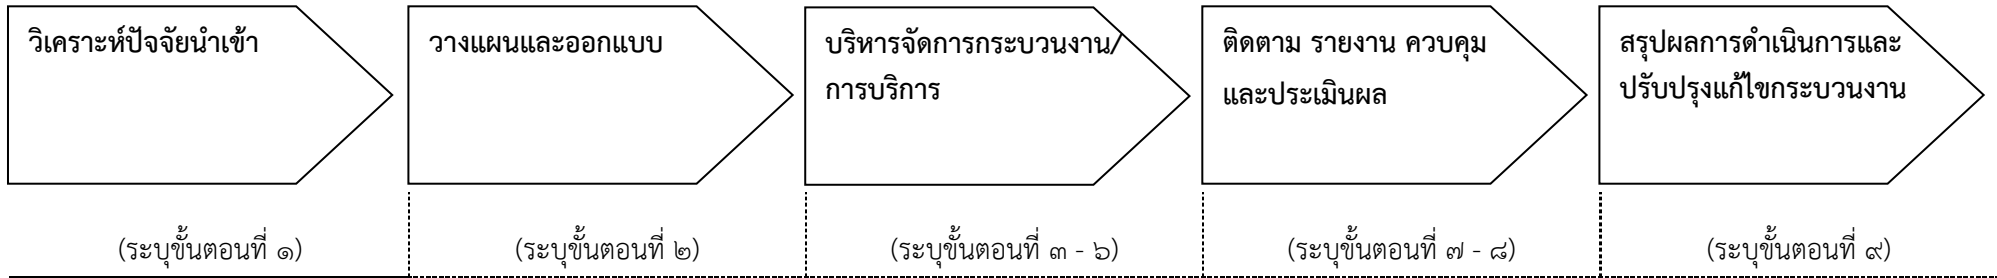 วิเคราะห์ปัจจัยนำเข้า
วางแผนและออกแบบ
บริหารจัดการกระบวนงาน/
การบริการ
ติดตาม รายงาน ควบคุม
และประเมินผล
สรุปผลการดำเนินการและ
ปรับปรุงแก้ไขกระบวนงาน
(ระบุขั้นตอนที่ ๑)
(ระบุขั้นตอนที่ ๒)
(ระบุขั้นตอนที่ ๓ - ๖)
(ระบุขั้นตอนที่ ๗ - ๘)
(ระบุขั้นตอนที่ ๙)